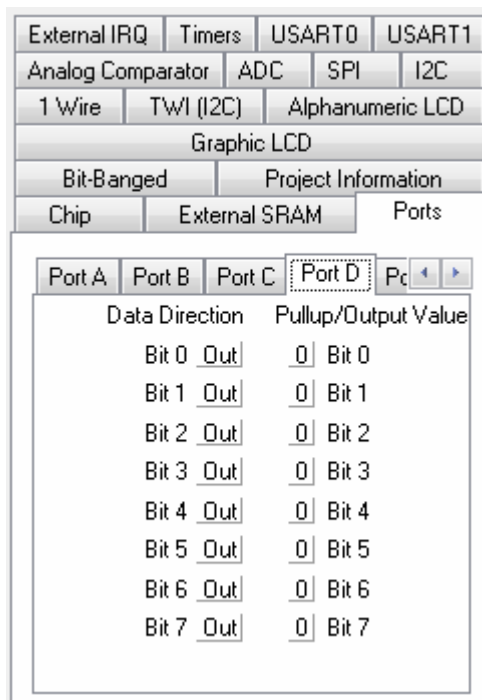 External IRQ Timers USART0 USART1
Analog Comparator ADC SPI I2C
1 Wire TWI (I2C) Alphanumeric LCD
Graphic LCD
Bit-Banged Project Information
Chip External SRAM Ports
Port A Port B Port C Port D
Data Direction Pullup/Output Value
Bit 0 Out 0 Bit 0
Bit 1 Out 0 Bit 1
Bit 2 Out 0 Bit 2
Bit 3 Out 0 Bit 3
Bit 4 Out 0 Bit 4
Bit 5 Out 0 Bit 5
Bit 6 Out 0 Bit 6
Bit 7 Out 0 Bit 7